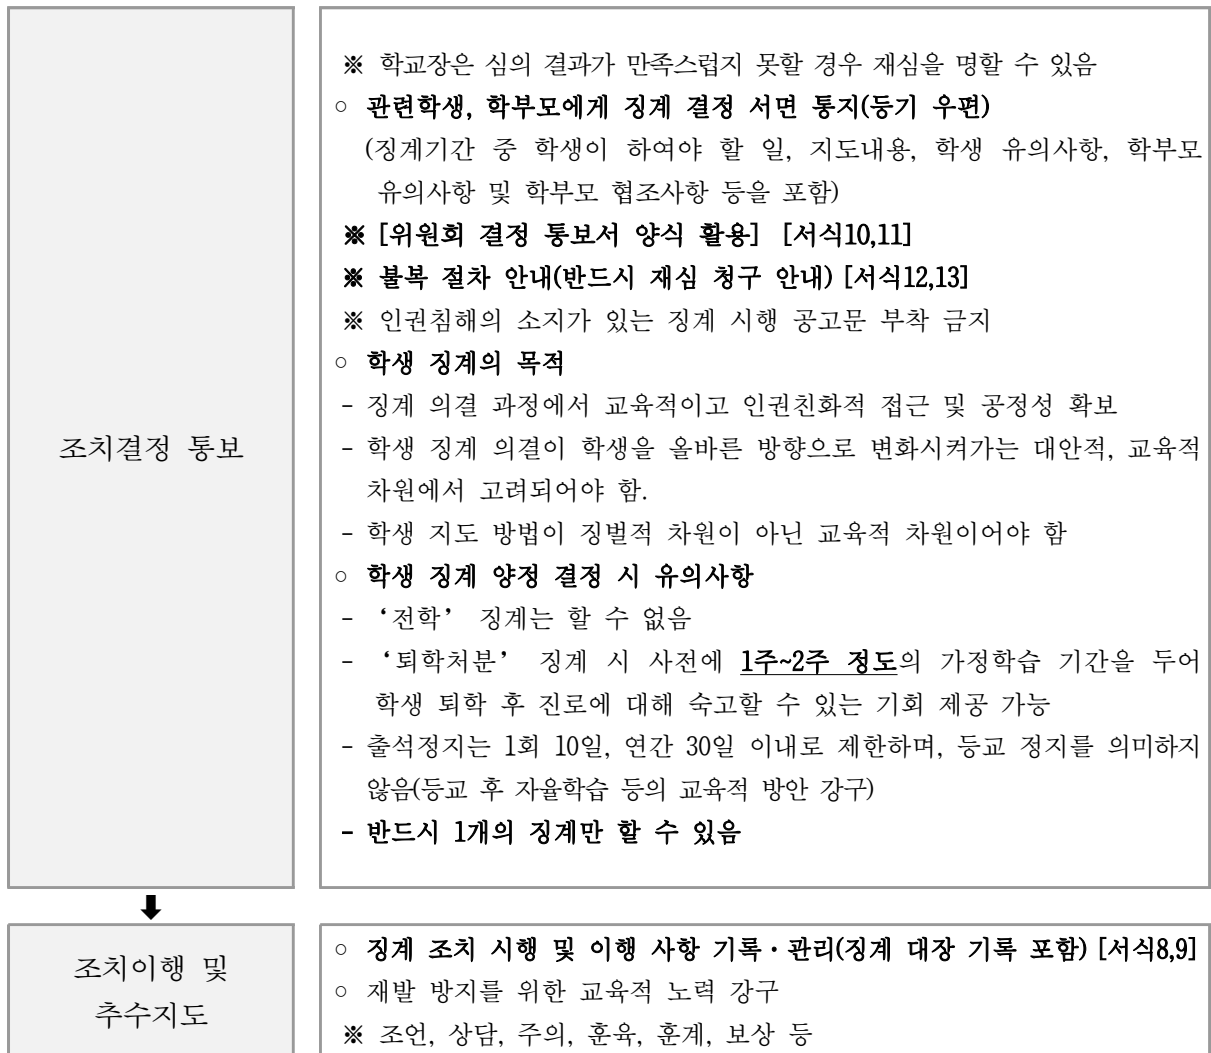 조치결정 통보
※ 학교장은 심의 결과가 만족스럽지 못할 경우 재심을 명할 수 있음
○ 관련학생, 학부모에게 징계 결정 서면 통지(등기 우편)
(징계기간 중 학생이 하여야 할 일, 지도내용, 학생 유의사항, 학부모
유의사항 및 학부모 협조사항 등을 포함)
※ [위원회 결정 통보서 양식 활용] [서식10,11]
※ 불복 절차 안내(반드시 재심 청구 안내) [서식12,13]
※ 인권침해의 소지가 있는 징계 시행 공고문 부착 금지
○ 학생 징계의 목적
- 징계 의결 과정에서 교육적이고 인권친화적 접근 및 공정성 확보
- 학생 징계 의결이 학생을 올바른 방향으로 변화시켜가는 대안적, 교육적
차원에서 고려되어야 함.
- 학생 지도 방법이 징벌적 차원이 아닌 교육적 차원이어야 함
○ 학생 징계 양정 결정 시 유의사항
- ‘전학’ 징계는 할 수 없음
- ‘퇴학처분’ 징계 시 사전에 1주~2주 정도의 가정학습 기간을 두어
학생 퇴학 후 진로에 대해 숙고할 수 있는 기회 제공 가능
- 출석정지는 1회 10일, 연간 30일 이내로 제한하며, 등교 정지를 의미하지
않음(등교 후 자율학습 등의 교육적 방안 강구)
- 반드시 1개의 징계만 할 수 있음
조치이행 및
추수지도
○ 징계 조치 시행 및 이행 사항 기록・관리(징계 대장 기록 포함) [서식8,9]
○ 재발 방지를 위한 교육적 노력 강구
※ 조언, 상담, 주의, 훈육, 훈계, 보상 등